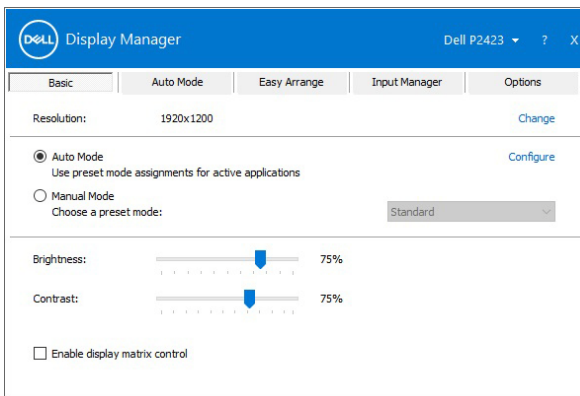 DELL Display Manager Dell P2423 ? X
Basic Auto Mode Easy Arrange Input Manager Options
Resolution: 1920x1200 Change
Auto Mode Configure
Use preset mode assignments for active applications
Manual Mode
Choose a preset mode: Standard
Brightness: 75%
Contrast: 75%
Enable display matrix control